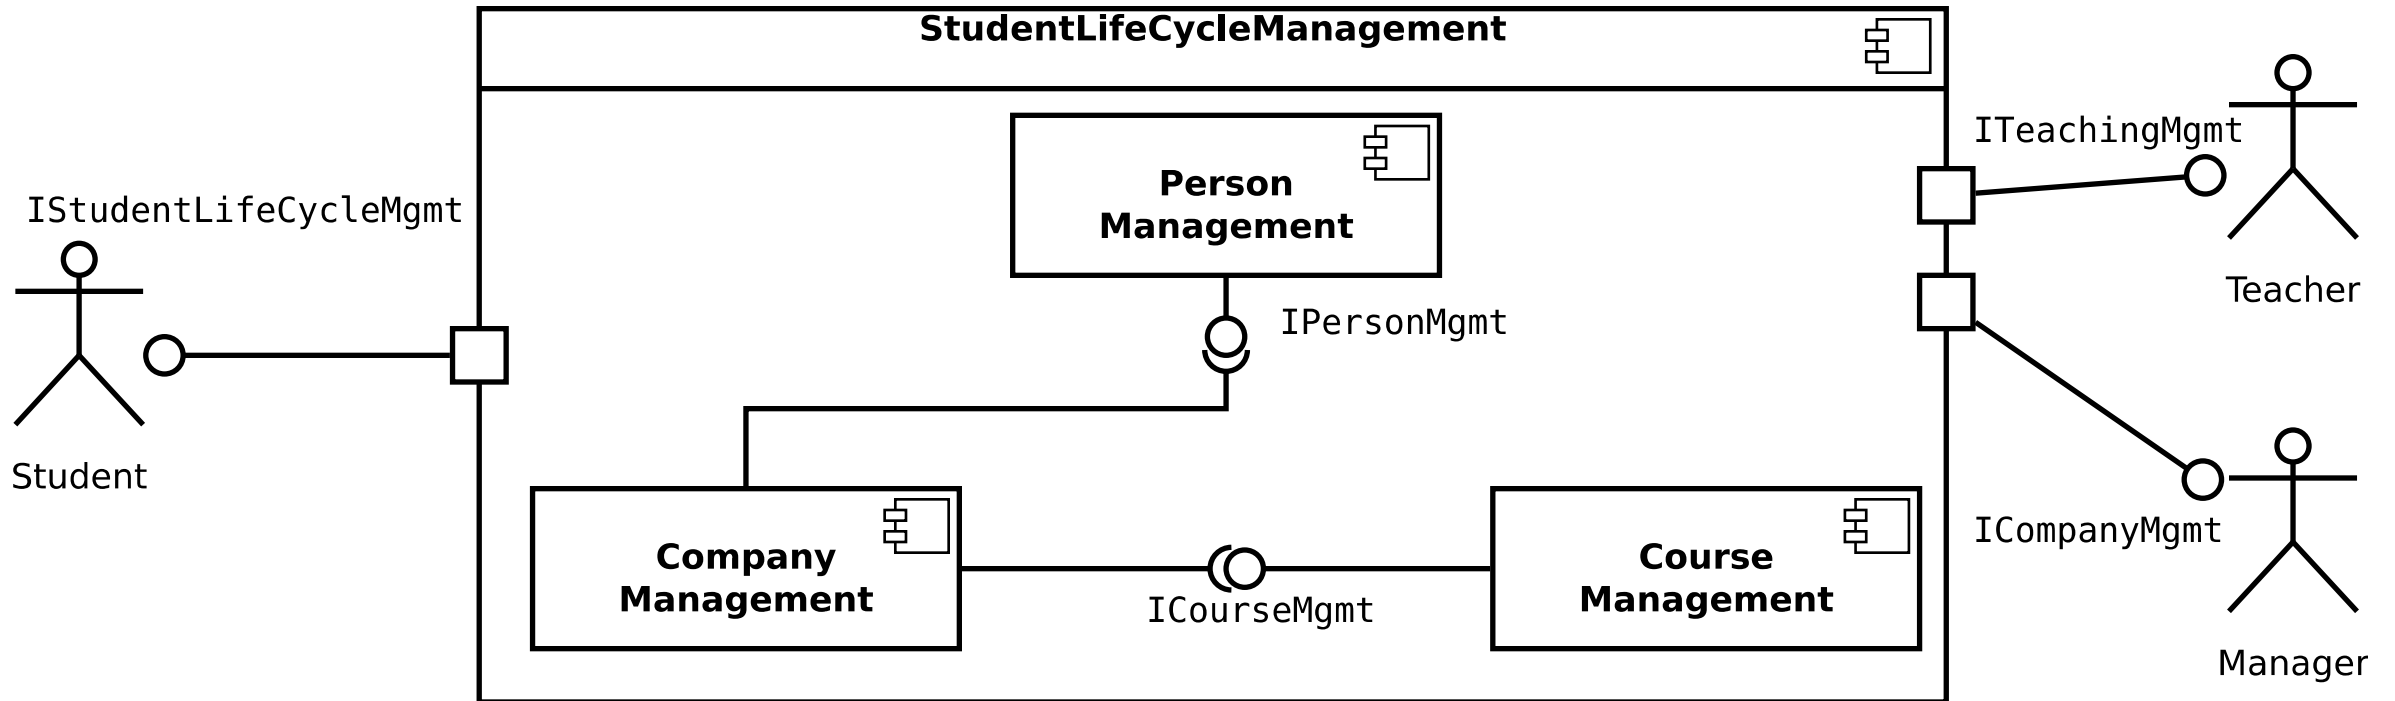 StudentLifeCycleManagement
ITeachingMgmt
Person
Management
IStudentLifeCycleMgmt
Teacher
IPersonMgmt
Student
Company
Management
Course
Management
ICompanyMgmt
ICourseMgmt
Manager